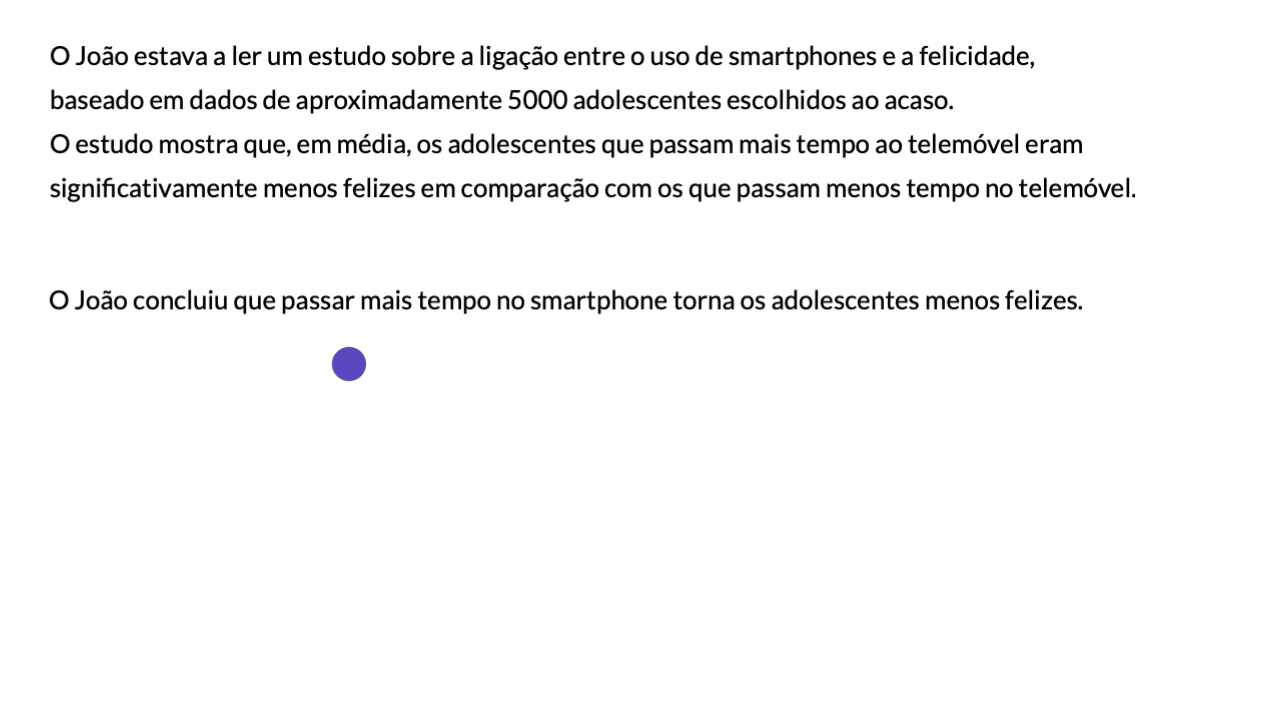 O João estava a ler um estudo sobre a ligação entre o uso de smartphones e a felicidade,
baseado em dados de aproximadamente 5000 adolescentes escolhidos ao acaso.
O estudo mostra que, em média, os adolescentes que passam mais tempo ao telemóvel eram
significativamente menos felizes em comparação com os que passam menos tempo no telemóvel.
O João concluiu que passar mais tempo no smartphone torna os adolescentes menos felizes.